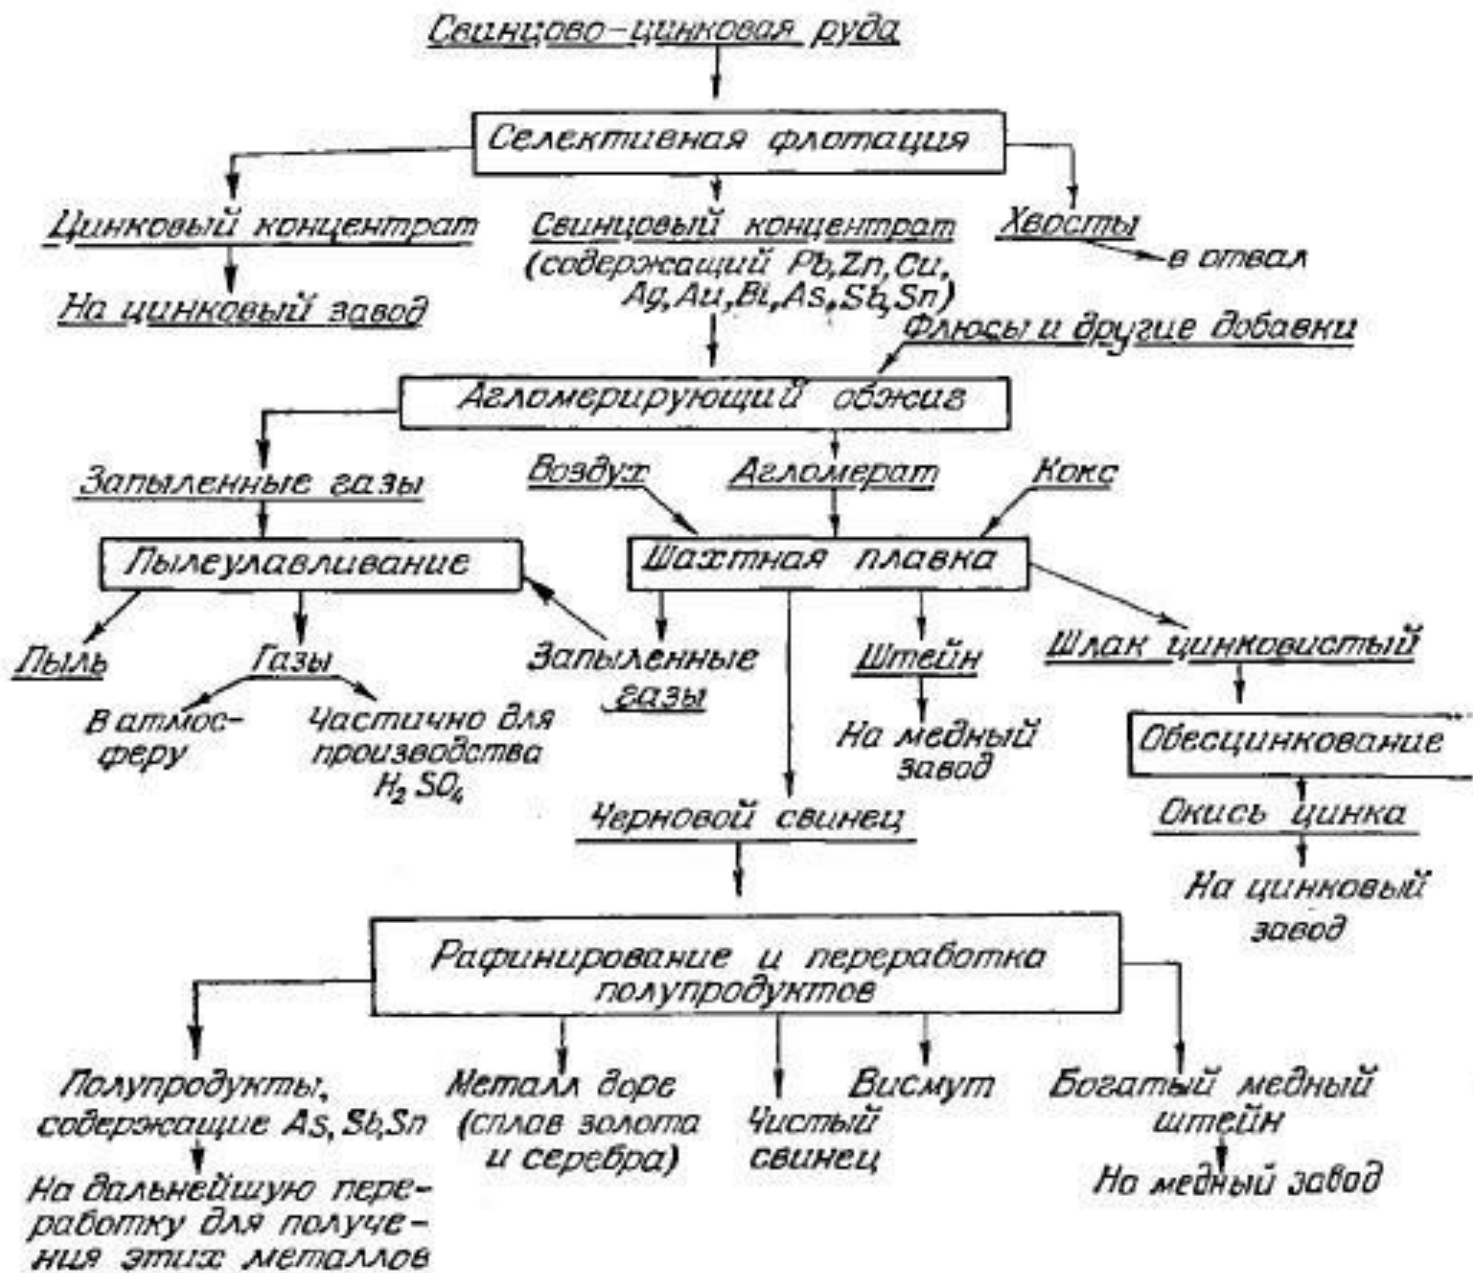 Свинцово-цинковая руда
Селективная флотация
Цинковый концентрат
На цинковый завод
Свинцовый концентрат
(содержащий Pb, Zn, Cu,
Ag, Au, Bi, As, Sb, Sn)
Хвосты
в отвал
Флюсы и другие добавки
Агломерирующий обжиг
Запыленные газы
Воздух
Агломерат
Кокс
Пылеулавливание
Шахтная плавка
Пыль
Газы
Запыленные
газы
Штейн
Шлак цинковистый
В атмос-
феру
Частично для
производства
H₂SO₄
На медный
завод
Обесцинкование
Черновой свинец
Окись цинка
На цинковый
завод
Рафинирование и переработка
полупродуктов
Полупродукты,
содержащие As, Sb, Sn
На дальнейшую пере-
работку для получе-
ния этих металлов
Металл доре
(сплав золота
и серебра)
Чистый
свинец
Висмут
Богатый медный
штейн
На медный завод